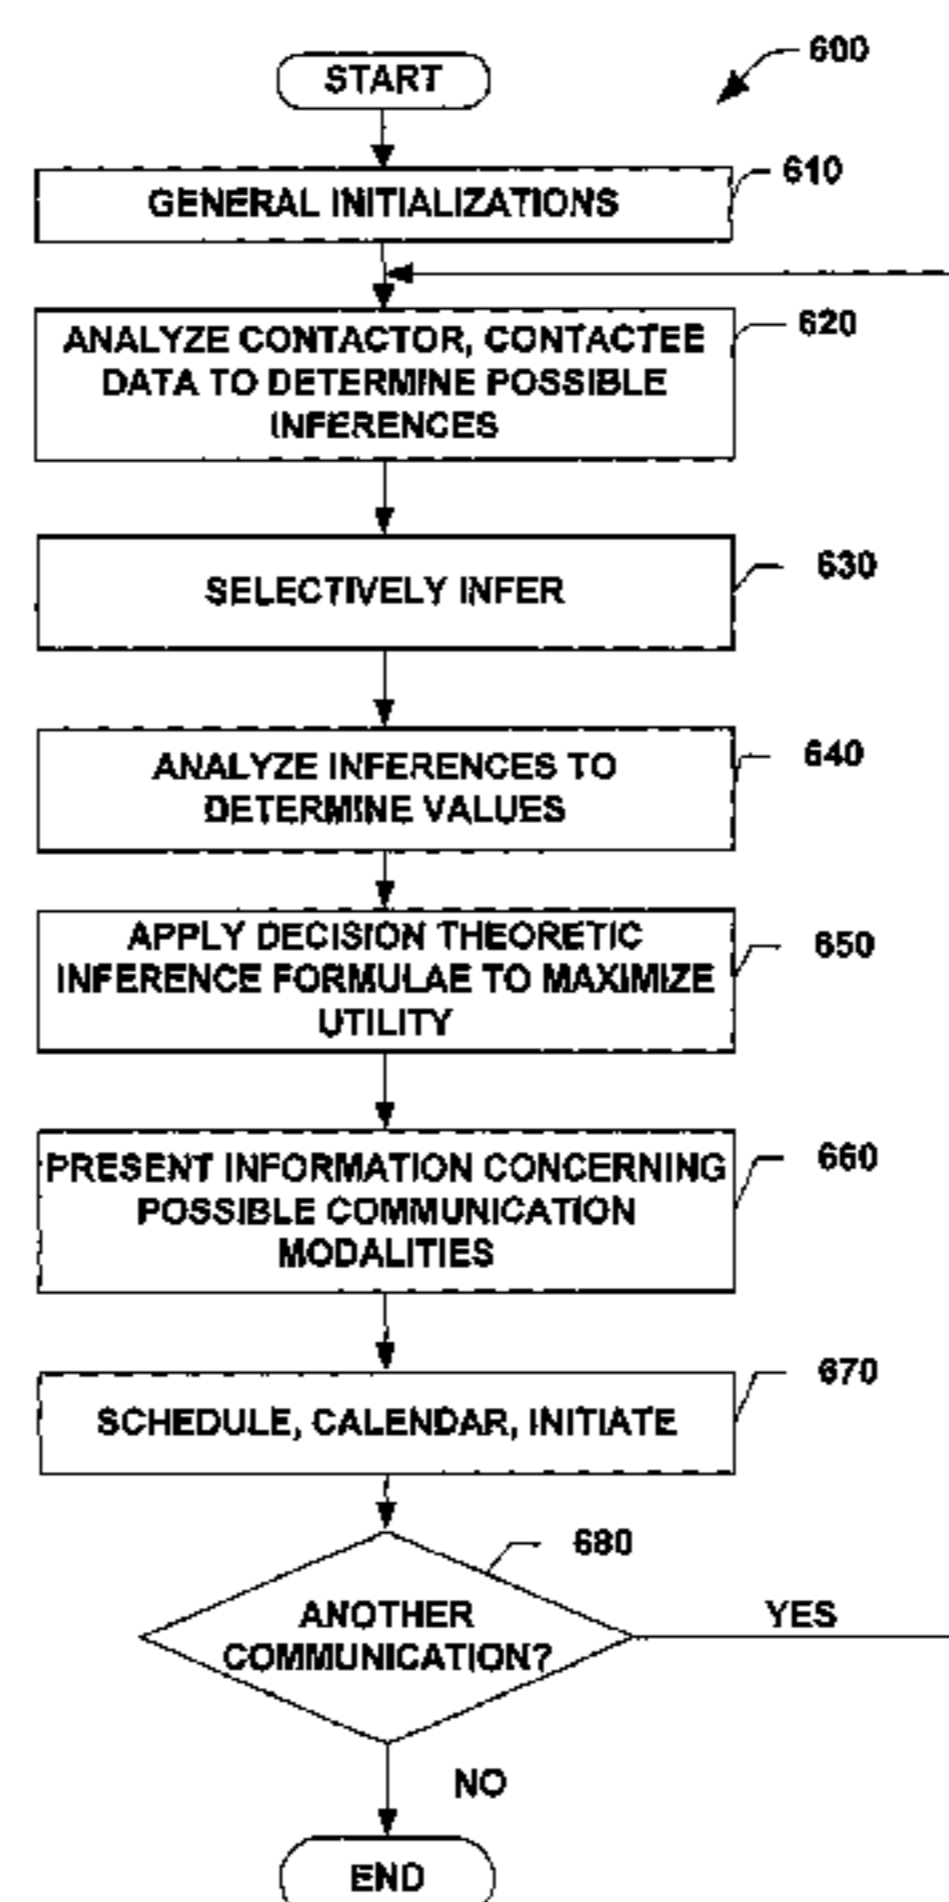 START
600
GENERAL INITIALIZATIONS
610
ANALYZE CONTACTOR, CONTACTEE
DATA TO DETERMINE POSSIBLE
INFERENCES
620
SELECTIVELY INFER
630
ANALYZE INFERENCES TO
DETERMINE VALUES
640
APPLY DECISION THEORETIC
INFERENCE FORMULAE TO MAXIMIZE
UTILITY
650
PRESENT INFORMATION CONCERNING
POSSIBLE COMMUNICATION
MODALITIES
660
SCHEDULE, CALENDAR, INITIATE
670
ANOTHER
COMMUNICATION?
680
YES
NO
END